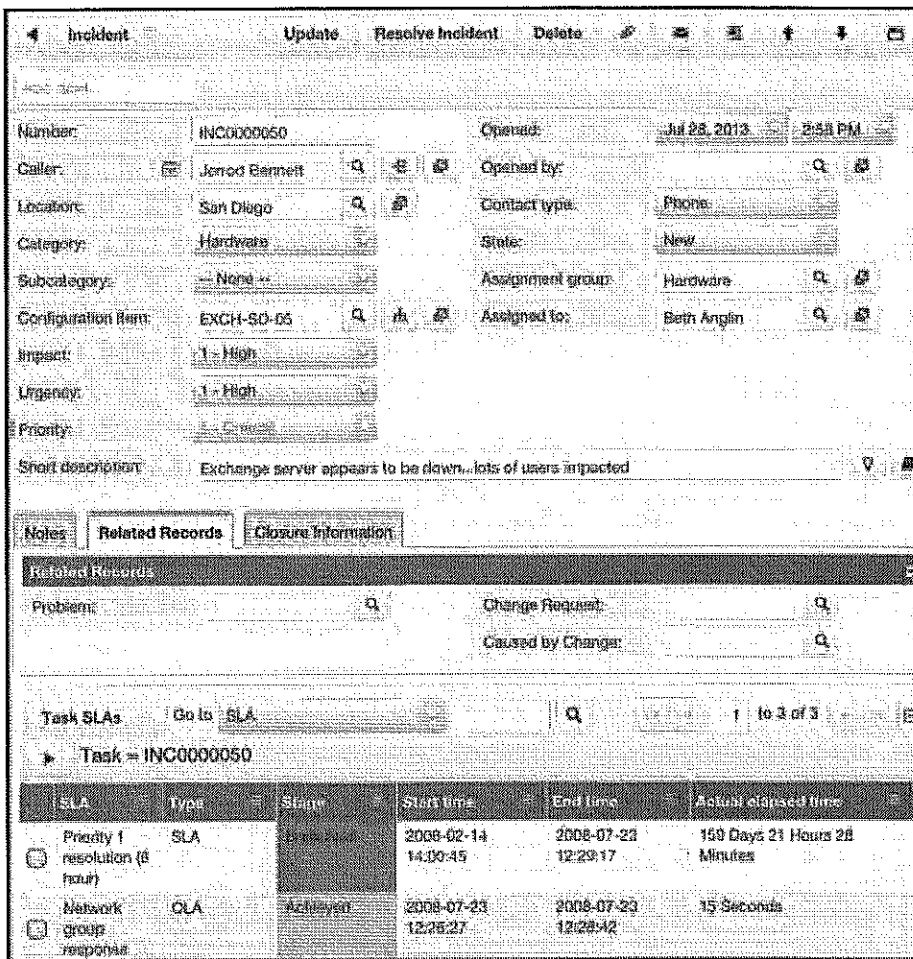 Incident Update Resolve Incident Delete
Number: INC0000050 Opened: Jul 23, 2013 2:58 PM
Caller: Jerrod Bennett Opened by:
Location: San Diego Contact type: Phone
Category: Hardware State: New
Subcategory: -- None -- Assignment group: Hardware
Configuration item: EXCH-SD-05 Assigned to: Beth Anglin
Impact: 1 - High
Urgency: 1 - High
Priority:
Short description: Exchange server appears to be down...lots of users impacted
Notes Related Records Closure Information
Related Records
Problem: Change Request:
Caused by Change:
Task SLAs Go to SLA 1 to 3 of 3
Task = INC0000050
SLA Type Stage Start time End time Actual elapsed time
Priority 1 SLA 2008-02-14 2008-07-23 159 Days 21 Hours 28
resolution (8 14:00:45 12:29:17 Minutes
hour)
Network OLA Achieved 2008-07-23 2008-07-23 15 Seconds
group 12:28:27 12:28:42
response